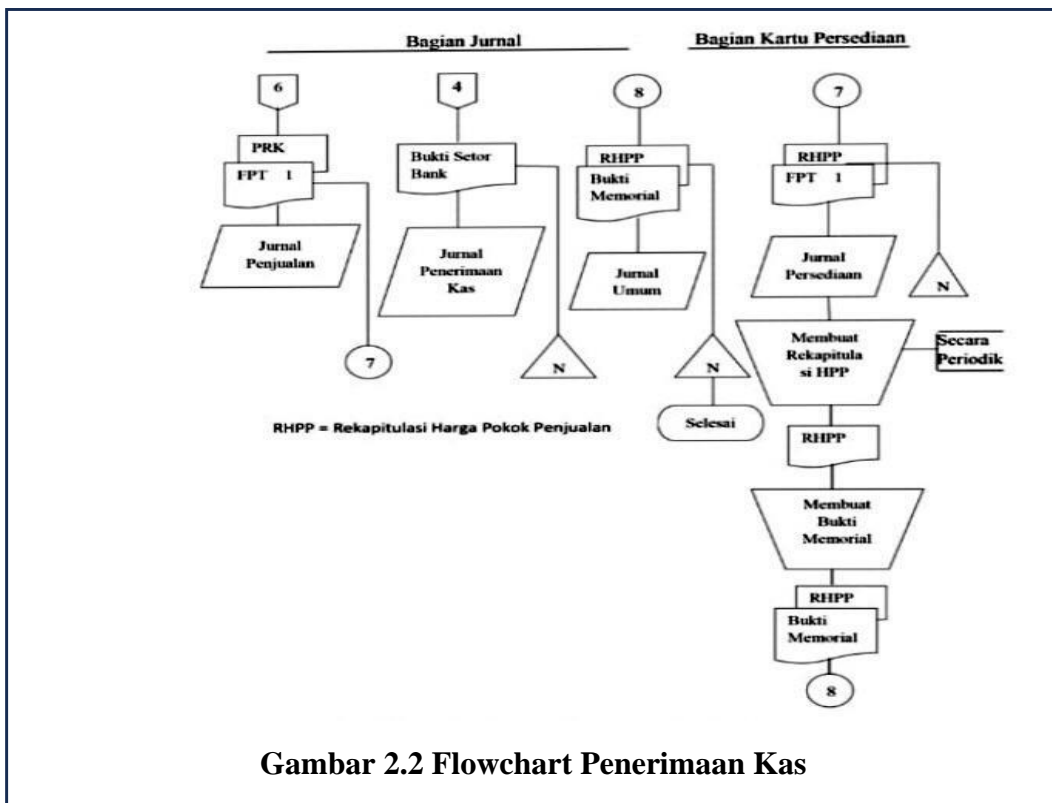 Bagian Jurnal
Bagian Kartu Persediaan
6
PRK
FPT 1
Jurnal
Penjualan
7
4
Bukti Setor
Bank
Jurnal
Penerimaan
Kas
N
8
RHPP
Bukti
Memorial
Jurnal
Umum
N
Selesai
RHPP = Rekapitulasi Harga Pokok Penjualan
7
RHPP
FPT 1
N
Jurnal
Persediaan
Membuat
Rekapitula
si HPP
Secara
Periodik
RHPP
Membuat
Bukti
Memorial
RHPP
Bukti
Memorial
8
Gambar 2.2 Flowchart Penerimaan Kas